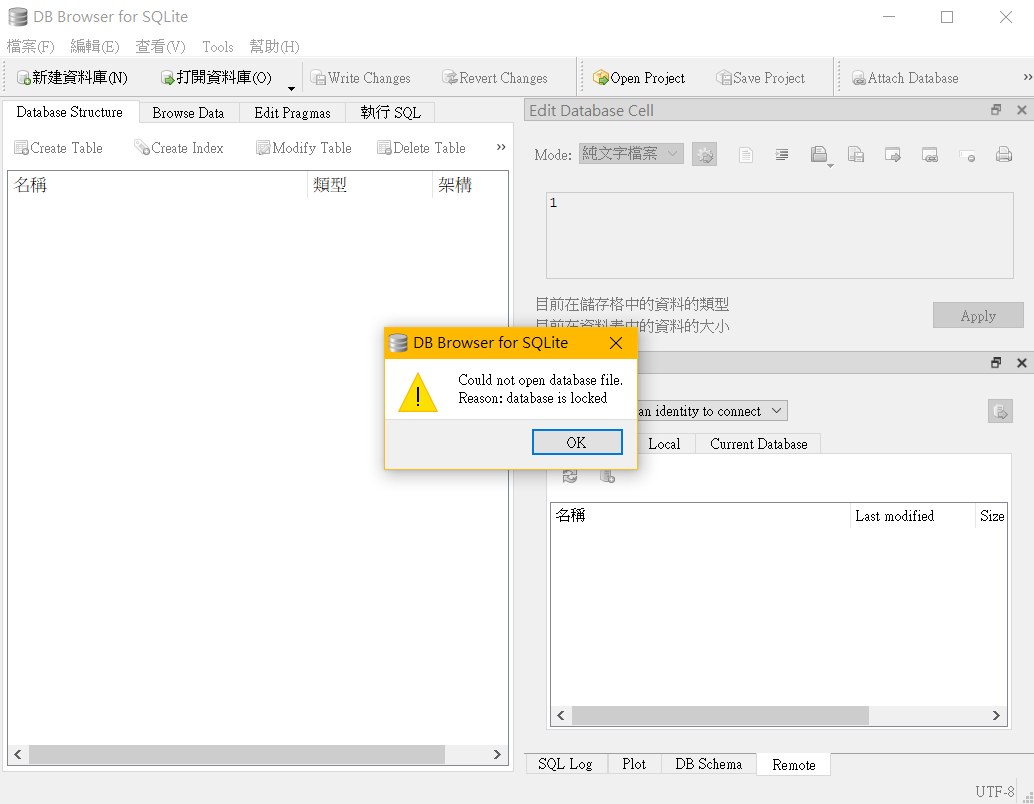 DB Browser for SQLite
檔案(F) 編輯(E) 查看(V) Tools 幫助(H)
新建資料庫(N) 打開資料庫(O) Write Changes Revert Changes Open Project Save Project Attach Database »
Database Structure Browse Data Edit Pragmas 執行 SQL
Edit Database Cell
Create Table Create Index Modify Table Delete Table »
Mode: 純文字檔案
名稱 類型 架構
1
目前在儲存格中的資料的類型
目前在資料表中的資料的大小
Apply
DB Browser for SQLite
Could not open database file.
Reason: database is locked
OK
an identity to connect
Local Current Database
名稱 Last modified Size
SQL Log Plot DB Schema Remote
UTF-8